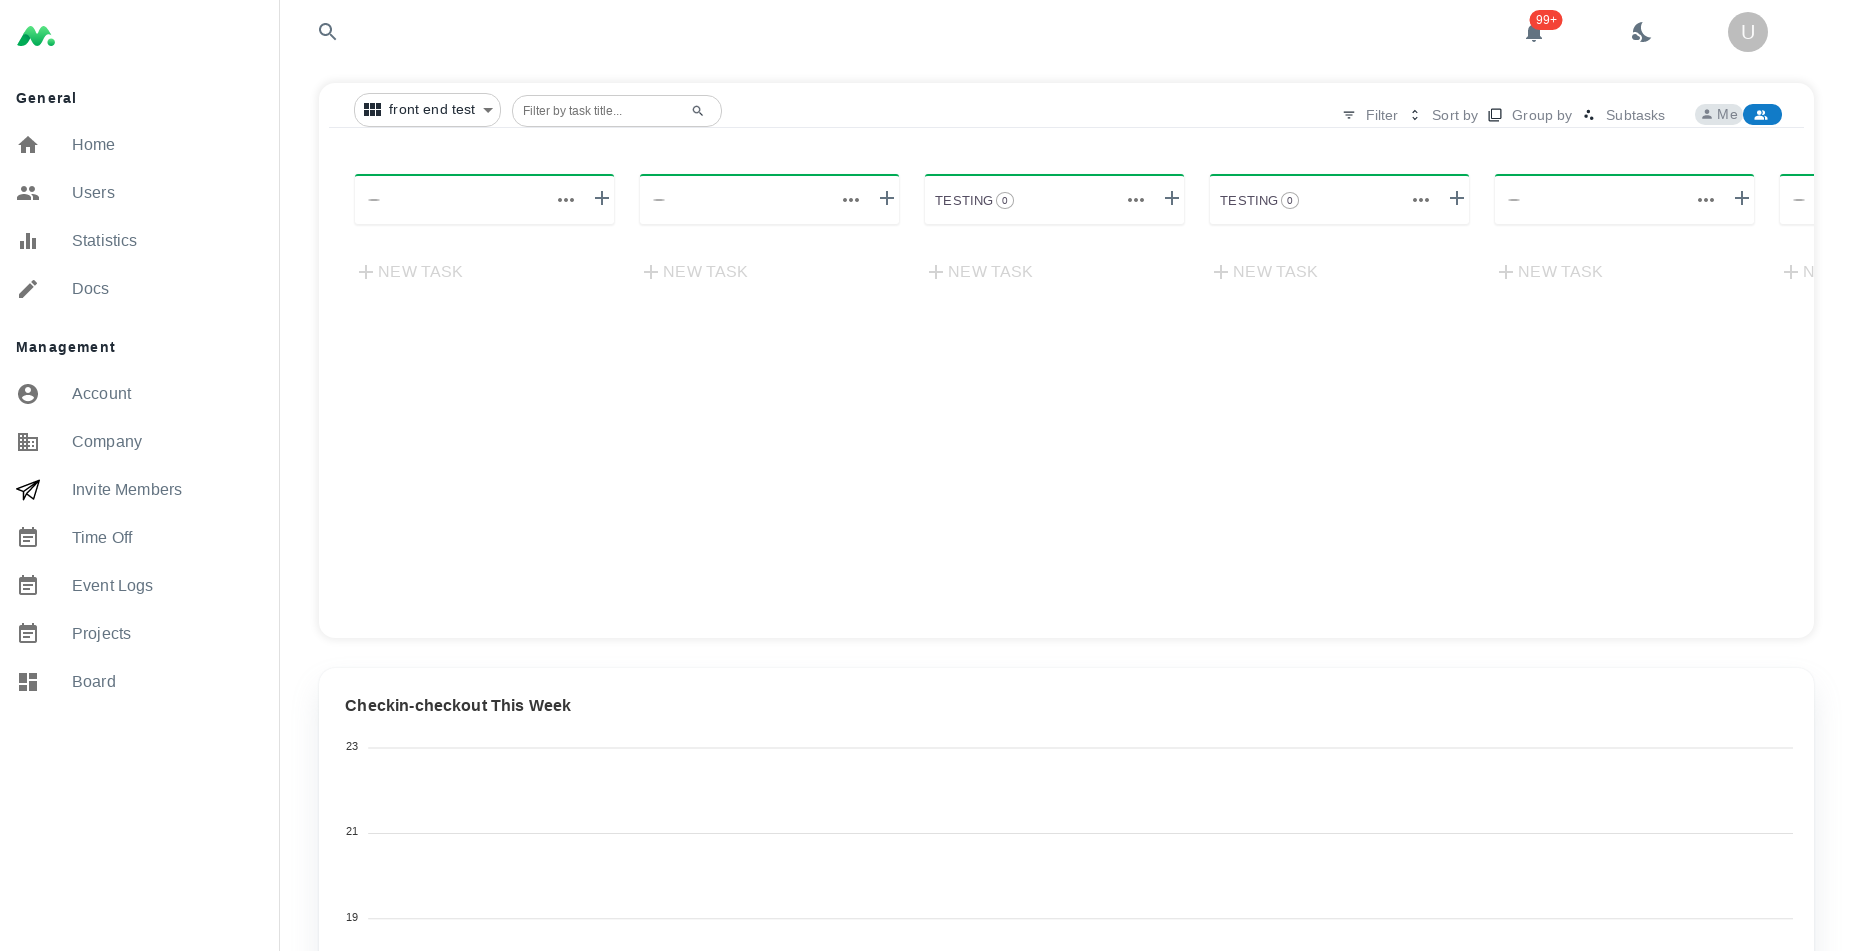 99+
U
General
Home
Users
Statistics
Docs
Management
Account
Company
Invite Members
Time Off
Event Logs
Projects
Board
front end test
Filter by task title...
Filter
Sort by
Group by
Subtasks
Me
TESTING 0
TESTING 0
NEW TASK
NEW TASK
NEW TASK
NEW TASK
NEW TASK
N
Checkin-checkout This Week
23
21
19